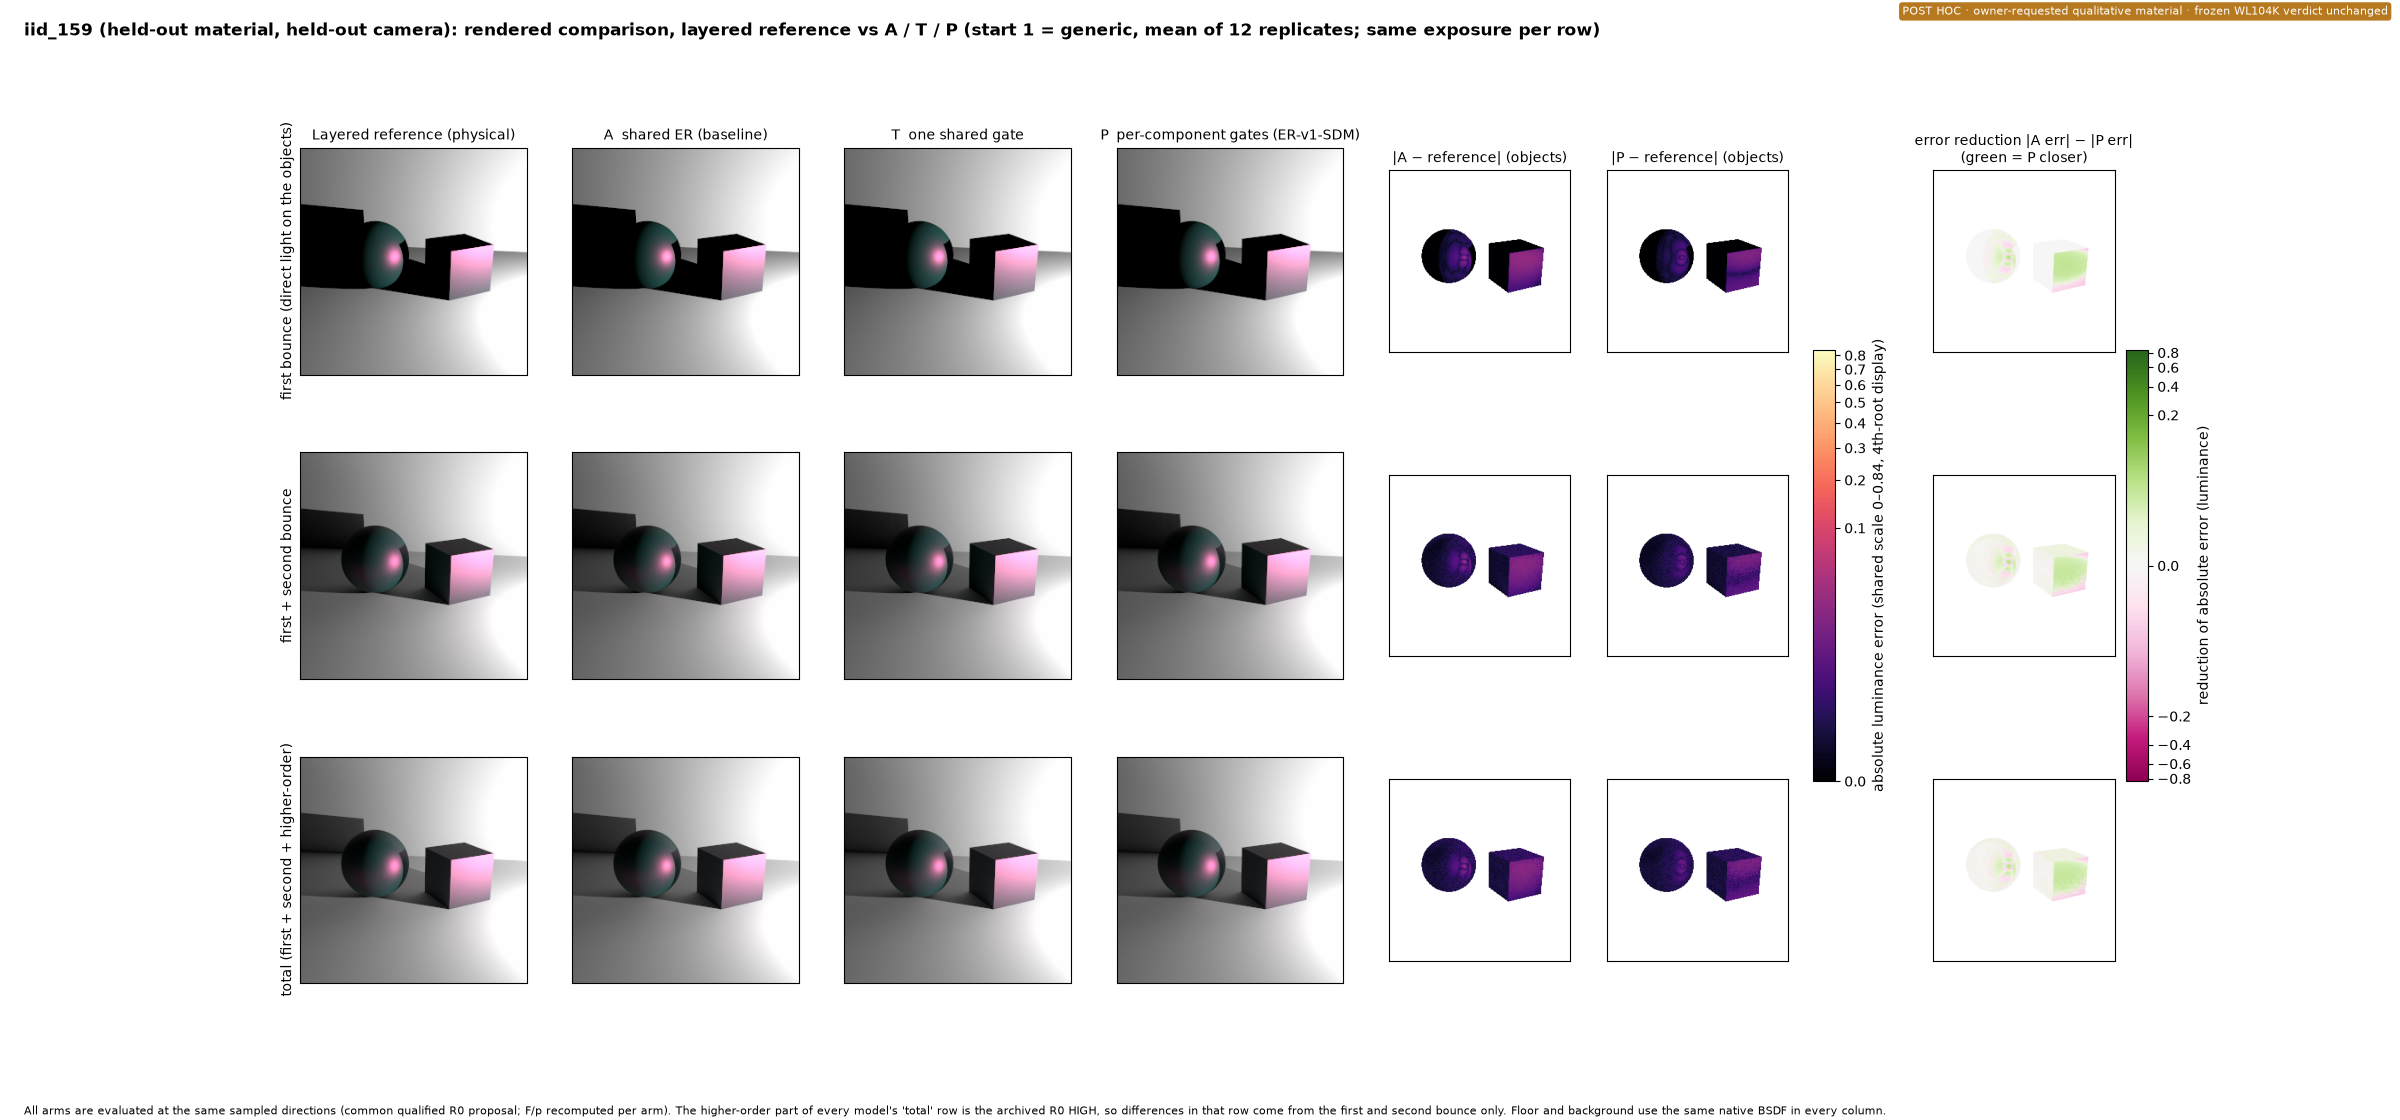 POST HOC · owner-requested qualitative material · frozen WL104K verdict unchanged
iid_159 (held-out material, held-out camera): rendered comparison, layered reference vs A / T / P (start 1 = generic, mean of 12 replicates; same exposure per row)
Layered reference (physical)
A shared ER (baseline)
T one shared gate
P per-component gates (ER-v1-SDM)
|A − reference| (objects)
|P − reference| (objects)
error reduction |A err| − |P err|
(green = P closer)
first bounce (direct light on the objects)
first + second bounce
total (first + second + higher-order)
0.8
0.7
0.6
0.5
0.4
0.3
0.2
0.1
0.0
absolute luminance error (shared scale 0–0.84, 4th-root display)
0.8
0.6
0.4
0.2
0.0
−0.2
−0.4
−0.6
−0.8
reduction of absolute error (luminance)
All arms are evaluated at the same sampled directions (common qualified R0 proposal; F/p recomputed per arm). The higher-order part of every model's 'total' row is the archived R0 HIGH, so differences in that row come from the first and second bounce only. Floor and background use the same native BSDF in every column.